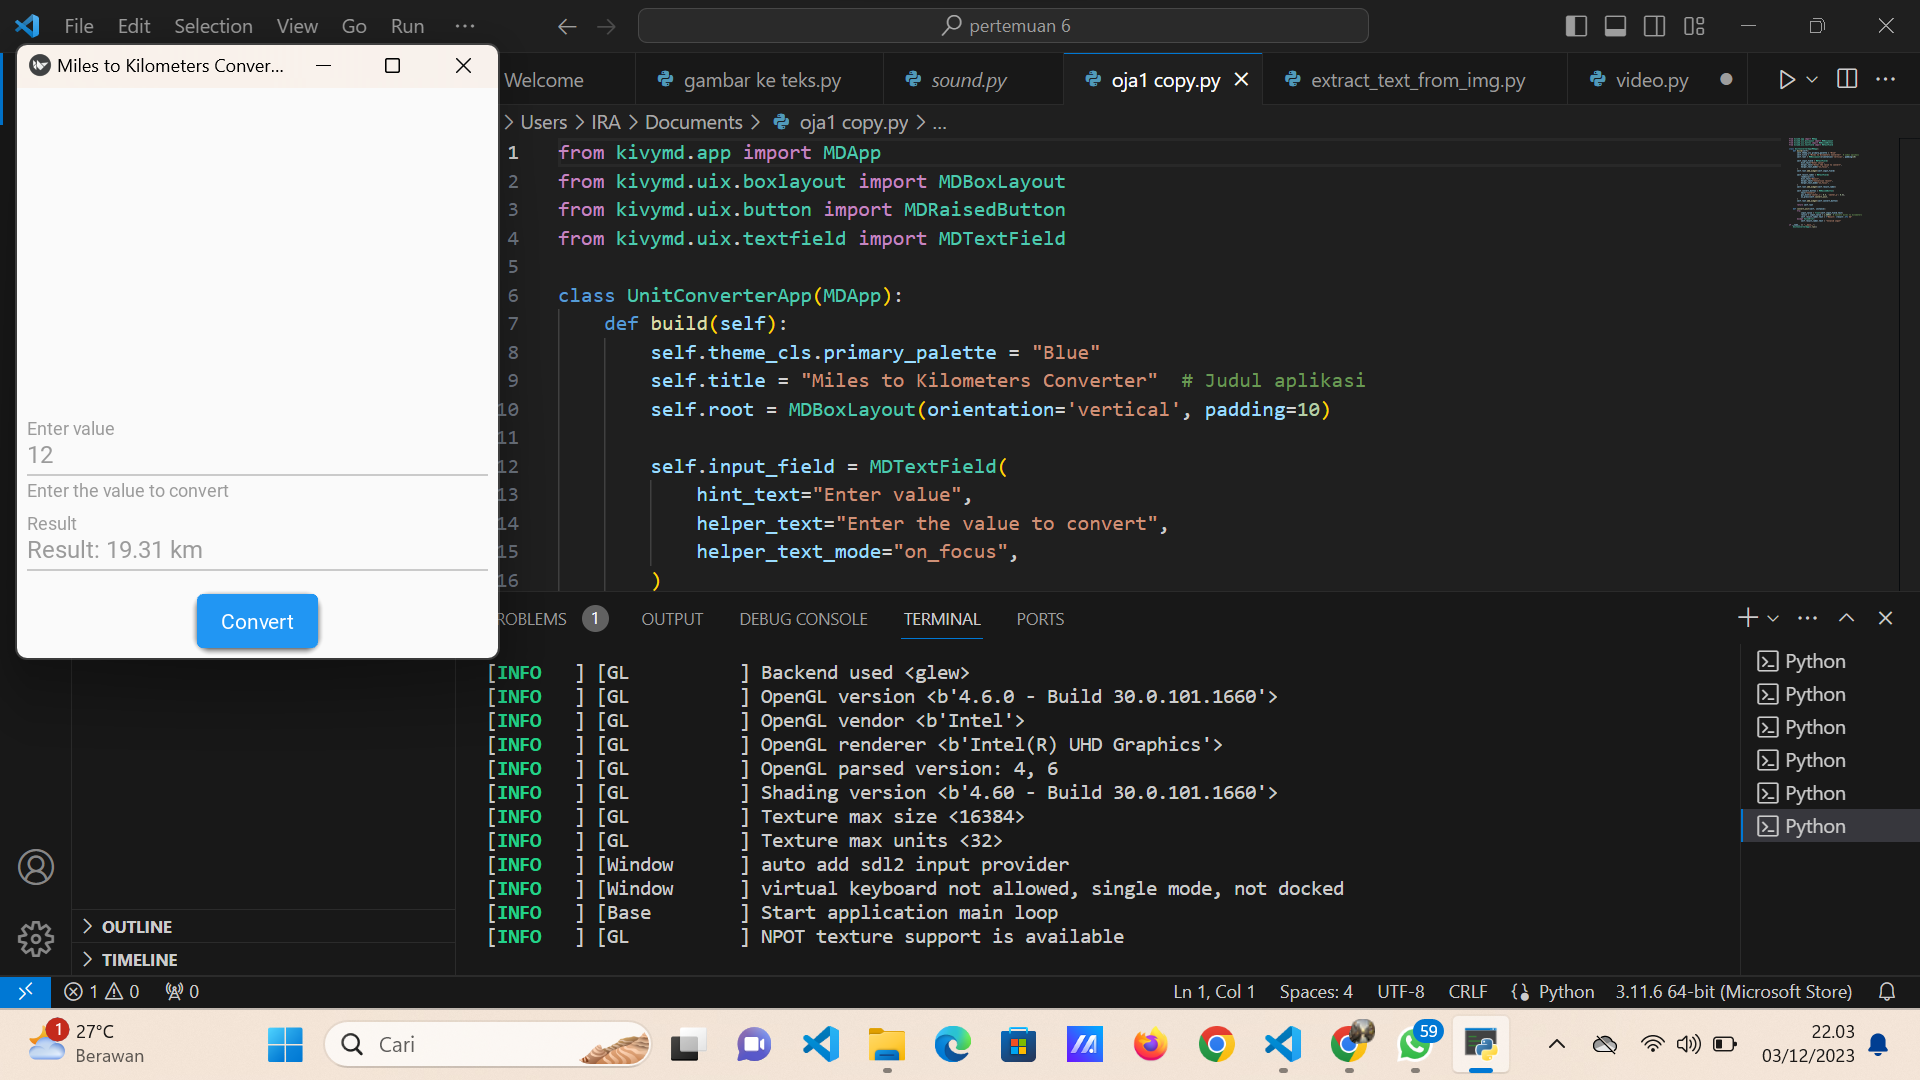 File Edit Selection View Go Run ...
pertemuan 6
Miles to Kilometers Conver...
Enter value
12
Enter the value to convert
Result
Result: 19.31 km
Convert
Welcome gambar ke teks.py sound.py oja1 copy.py extract_text_from_img.py video.py
> Users > IRA > Documents > oja1 copy.py > ...
1 from kivymd.app import MDApp
2 from kivymd.uix.boxlayout import MDBoxLayout
3 from kivymd.uix.button import MDRaisedButton
4 from kivymd.uix.textfield import MDTextField
5
6 class UnitConverterApp(MDApp):
7 def build(self):
8 self.theme_cls.primary_palette = "Blue"
9 self.title = "Miles to Kilometers Converter" # Judul aplikasi
10 self.root = MDBoxLayout(orientation='vertical', padding=10)
11
12 self.input_field = MDTextField(
13 hint_text="Enter value",
14 helper_text="Enter the value to convert",
15 helper_text_mode="on_focus",
16 )
ROBLEMS 1 OUTPUT DEBUG CONSOLE TERMINAL PORTS
[INFO ] [GL ] Backend used <glew>
[INFO ] [GL ] OpenGL version <b'4.6.0 - Build 30.0.101.1660'>
[INFO ] [GL ] OpenGL vendor <b'Intel'>
[INFO ] [GL ] OpenGL renderer <b'Intel(R) UHD Graphics'>
[INFO ] [GL ] OpenGL parsed version: 4, 6
[INFO ] [GL ] Shading version <b'4.60 - Build 30.0.101.1660'>
[INFO ] [GL ] Texture max size <16384>
[INFO ] [GL ] Texture max units <32>
[INFO ] [Window ] auto add sdl2 input provider
[INFO ] [Window ] virtual keyboard not allowed, single mode, not docked
[INFO ] [Base ] Start application main loop
[INFO ] [GL ] NPOT texture support is available
Python
Python
Python
Python
Python
Python
OUTLINE
TIMELINE
1 0 0
Ln 1, Col 1 Spaces: 4 UTF-8 CRLF Python 3.11.6 64-bit (Microsoft Store)
1
27°C
Berawan
Cari
59
22.03
03/12/2023